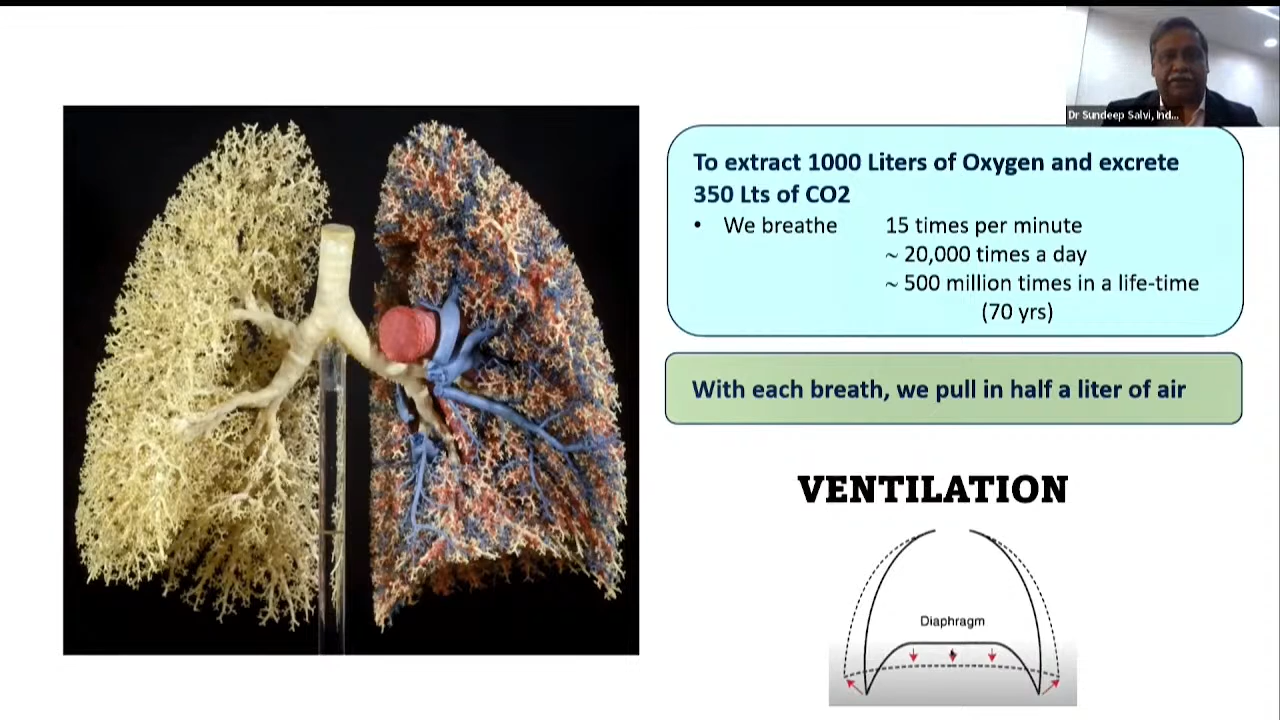 Dr Sundeep Salvi, Ind...
To extract 1000 Liters of Oxygen and excrete
350 Lts of CO2
• We breathe 15 times per minute
~ 20,000 times a day
~ 500 million times in a life-time
(70 yrs)
With each breath, we pull in half a liter of air
VENTILATION
Diaphragm